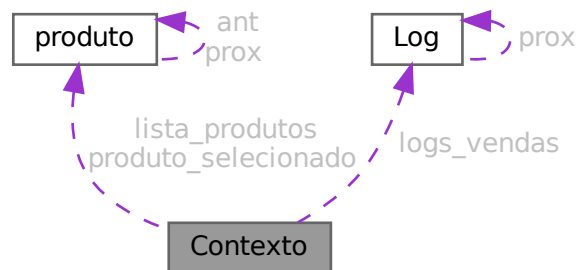 produto
ant
prox
Log
prox
lista_produtos
produto_selecionado
logs_vendas
Contexto